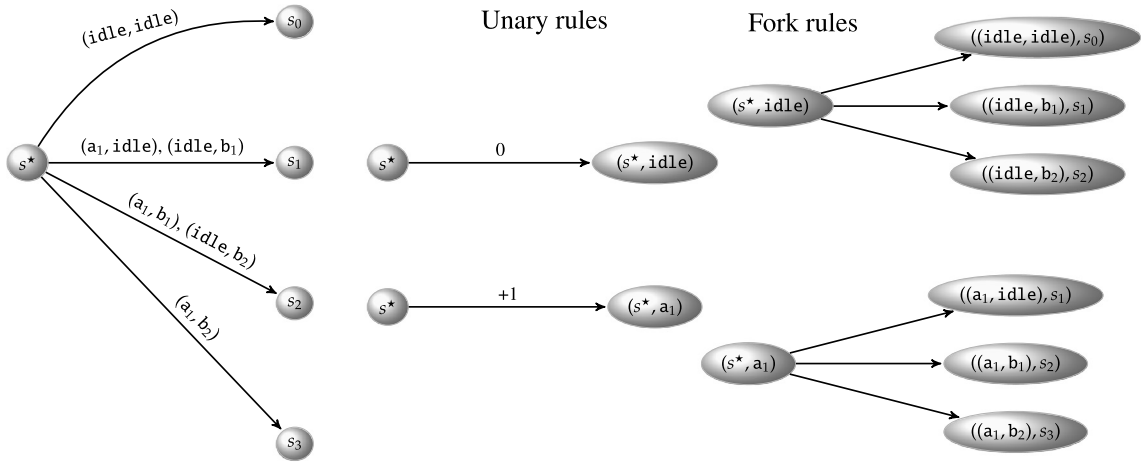 (idle, idle)
s0
s⋆
(a1, idle), (idle, b1)
s1
(a1, b1), (idle, b2)
s2
(a1, b2)
s3
Unary rules
s⋆
0
(s⋆, idle)
s⋆
+1
(s⋆, a1)
Fork rules
(s⋆, idle)
((idle, idle), s0)
((idle, b1), s1)
((idle, b2), s2)
(s⋆, a1)
((a1, idle), s1)
((a1, b1), s2)
((a1, b2), s3)